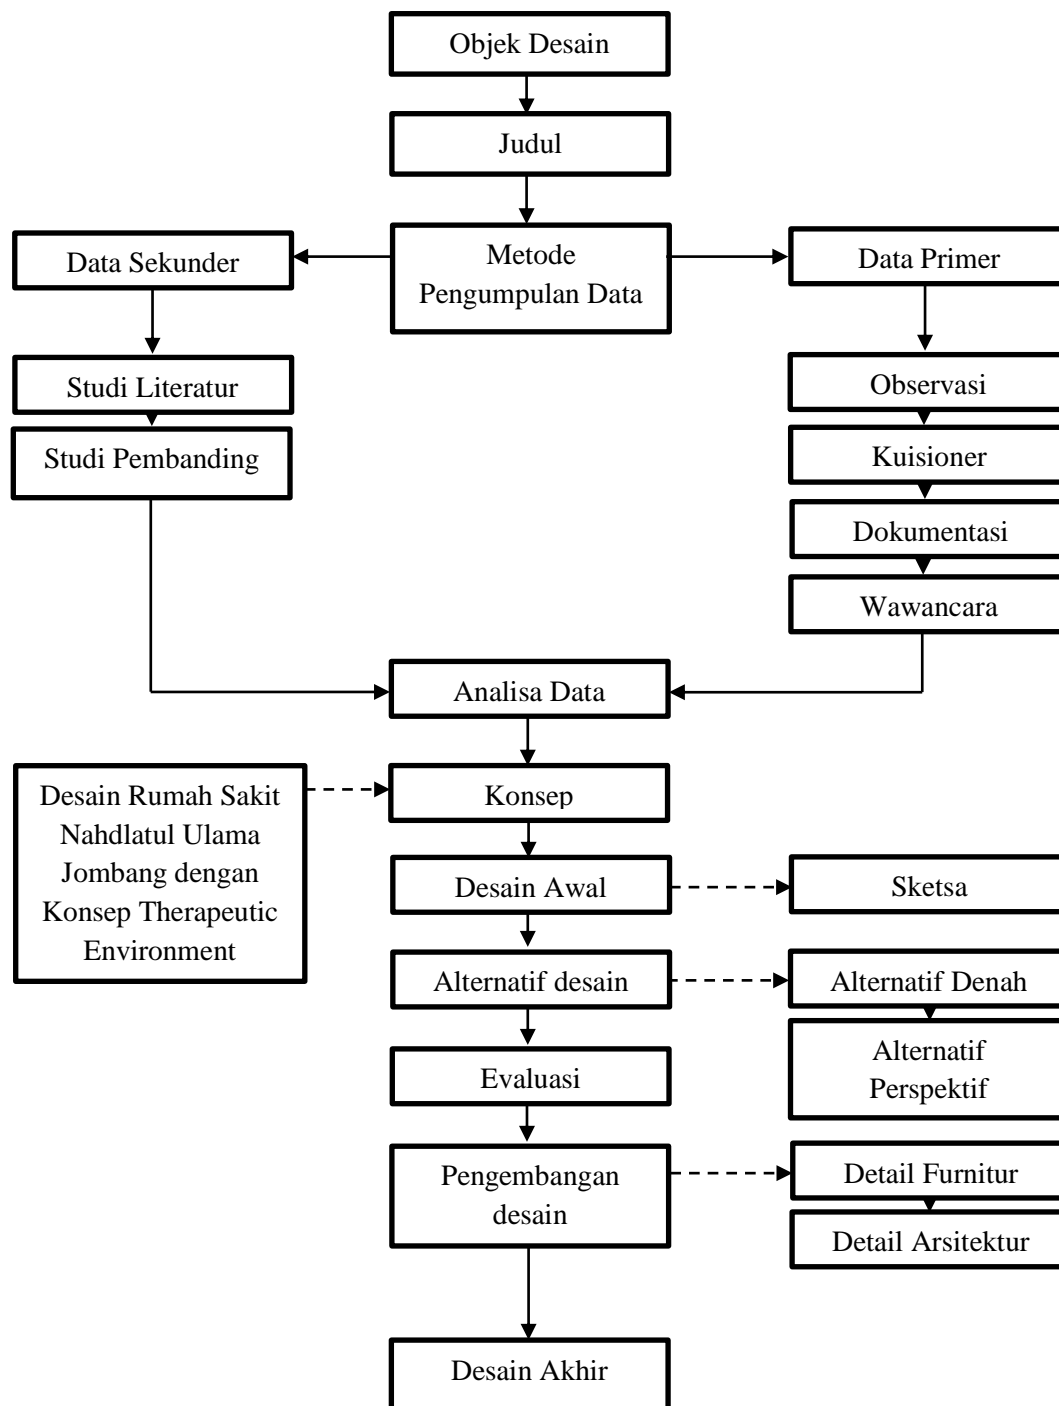 Objek Desain
Judul
Metode
Pengumpulan Data
Data Sekunder
Data Primer
Studi Literatur
Studi Pembanding
Observasi
Kuisioner
Dokumentasi
Wawancara
Analisa Data
Desain Rumah Sakit
Nahdlatul Ulama
Jombang dengan
Konsep Therapeutic
Environment
Konsep
Desain Awal
Sketsa
Alternatif desain
Alternatif Denah
Alternatif
Perspektif
Evaluasi
Pengembangan
desain
Detail Furnitur
Detail Arsitektur
Desain Akhir